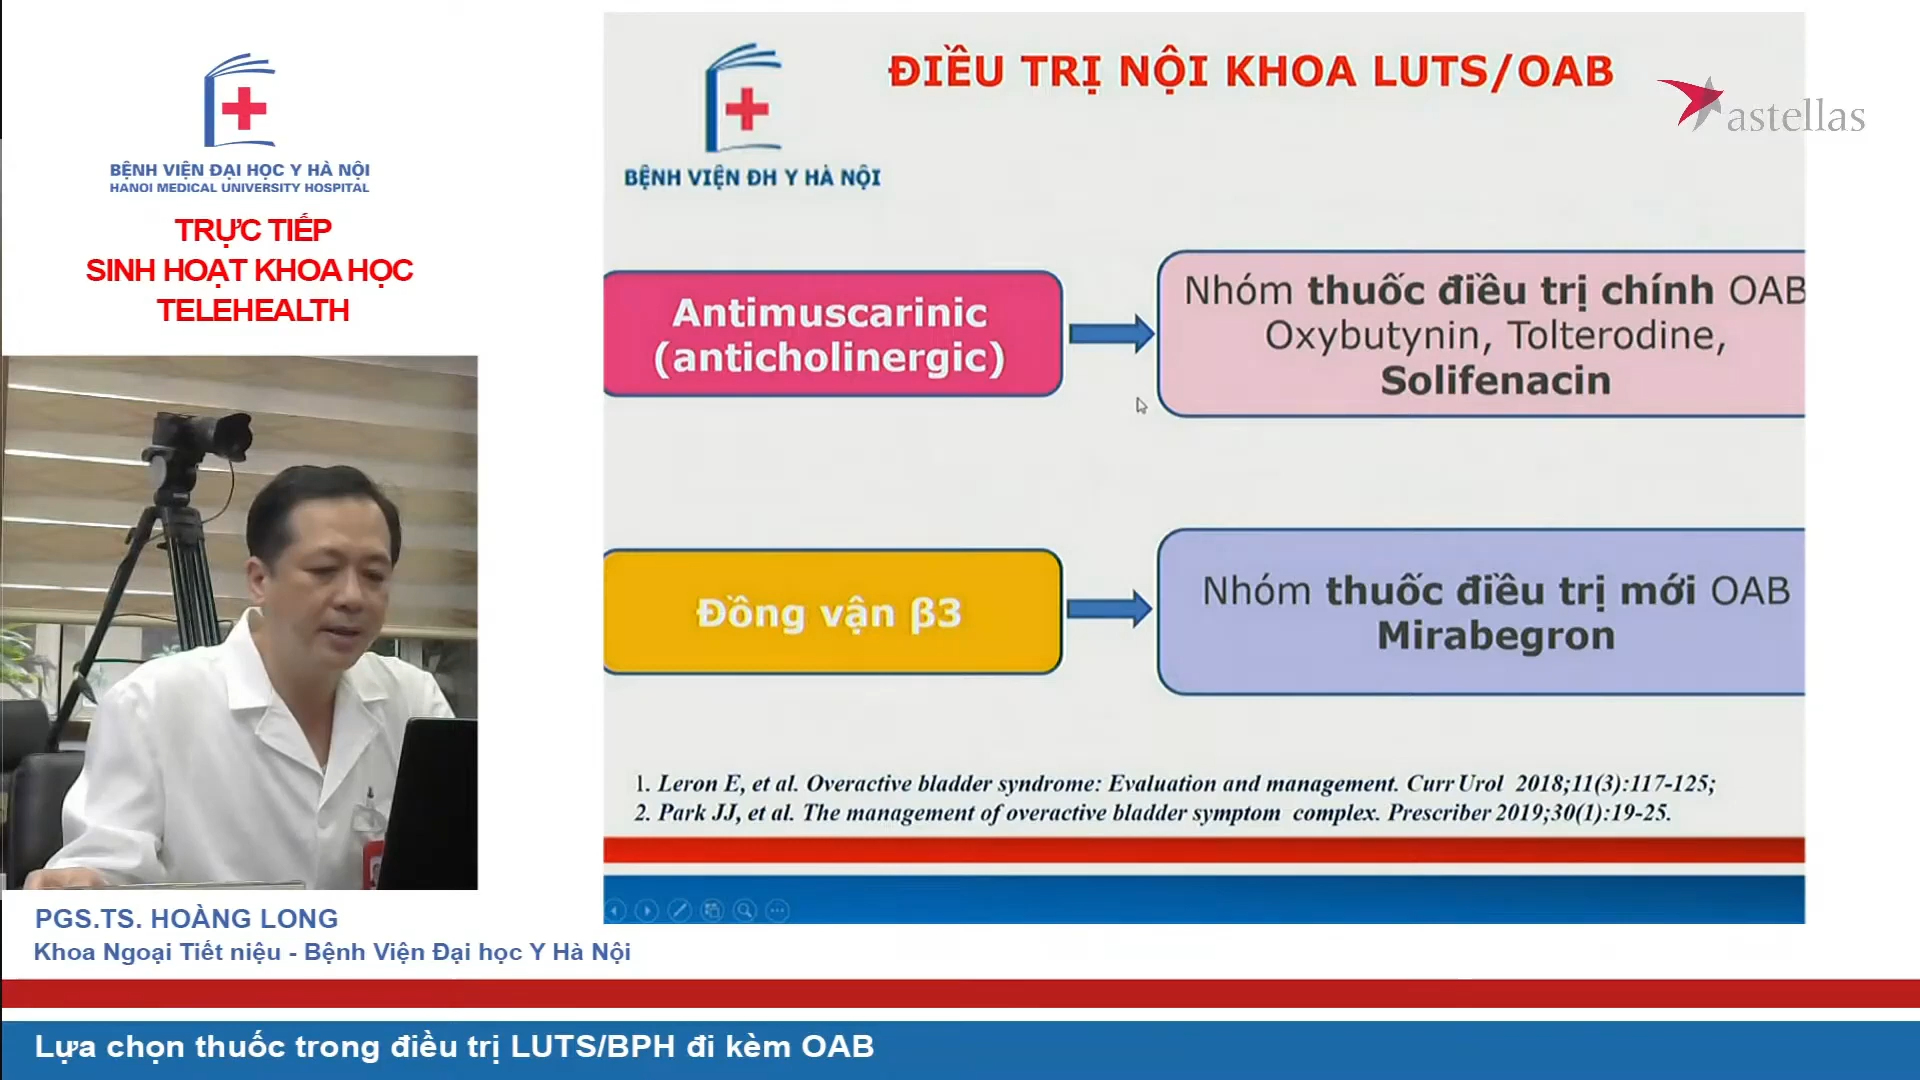 BỆNH VIỆN ĐẠI HỌC Y HÀ NỘI
HANOI MEDICAL UNIVERSITY HOSPITAL
TRỰC TIẾP
SINH HOẠT KHOA HỌC
TELEHEALTH
ĐIỀU TRỊ NỘI KHOA LUTS/OAB
astellas
BỆNH VIỆN ĐH Y HÀ NỘI
Antimuscarinic
(anticholinergic)
Nhóm thuốc điều trị chính OAB
Oxybutynin, Tolterodine,
Solifenacin
Đồng vận β3
Nhóm thuốc điều trị mới OAB
Mirabegron
1. Leron E, et al. Overactive bladder syndrome: Evaluation and management. Curr Urol 2018;11(3):117-125;
2. Park JJ, et al. The management of overactive bladder symptom complex. Prescriber 2019;30(1):19-25.
PGS.TS. HOÀNG LONG
Khoa Ngoại Tiết niệu - Bệnh Viện Đại học Y Hà Nội
Lựa chọn thuốc trong điều trị LUTS/BPH đi kèm OAB